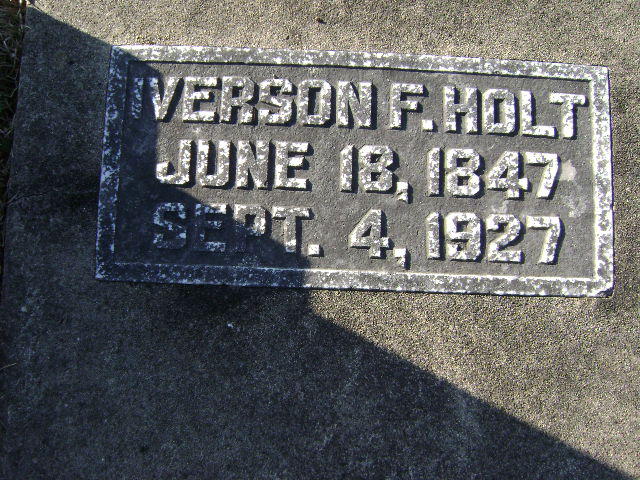 IVERSON F. HOLT
JUNE 18, 1847
SEPT. 4, 1927